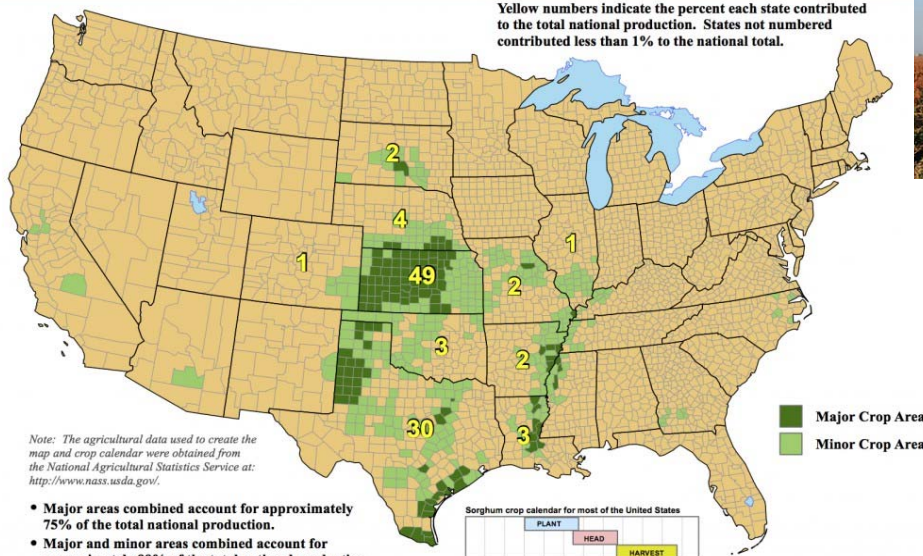 Yellow numbers indicate the percent each state contributed
to the total national production. States not numbered
contributed less than 1% to the national total.
2
4
1
1
49
2
3
2
30
3
Major Crop Area
Minor Crop Area
Note: The agricultural data used to create the
map and crop calendar were obtained from
the National Agricultural Statistics Service at:
http://www.nass.usda.gov/.
• Major areas combined account for approximately
75% of the total national production.
• Major and minor areas combined account for
Sorghum crop calendar for most of the United States
PLANT
HEAD
HARVEST